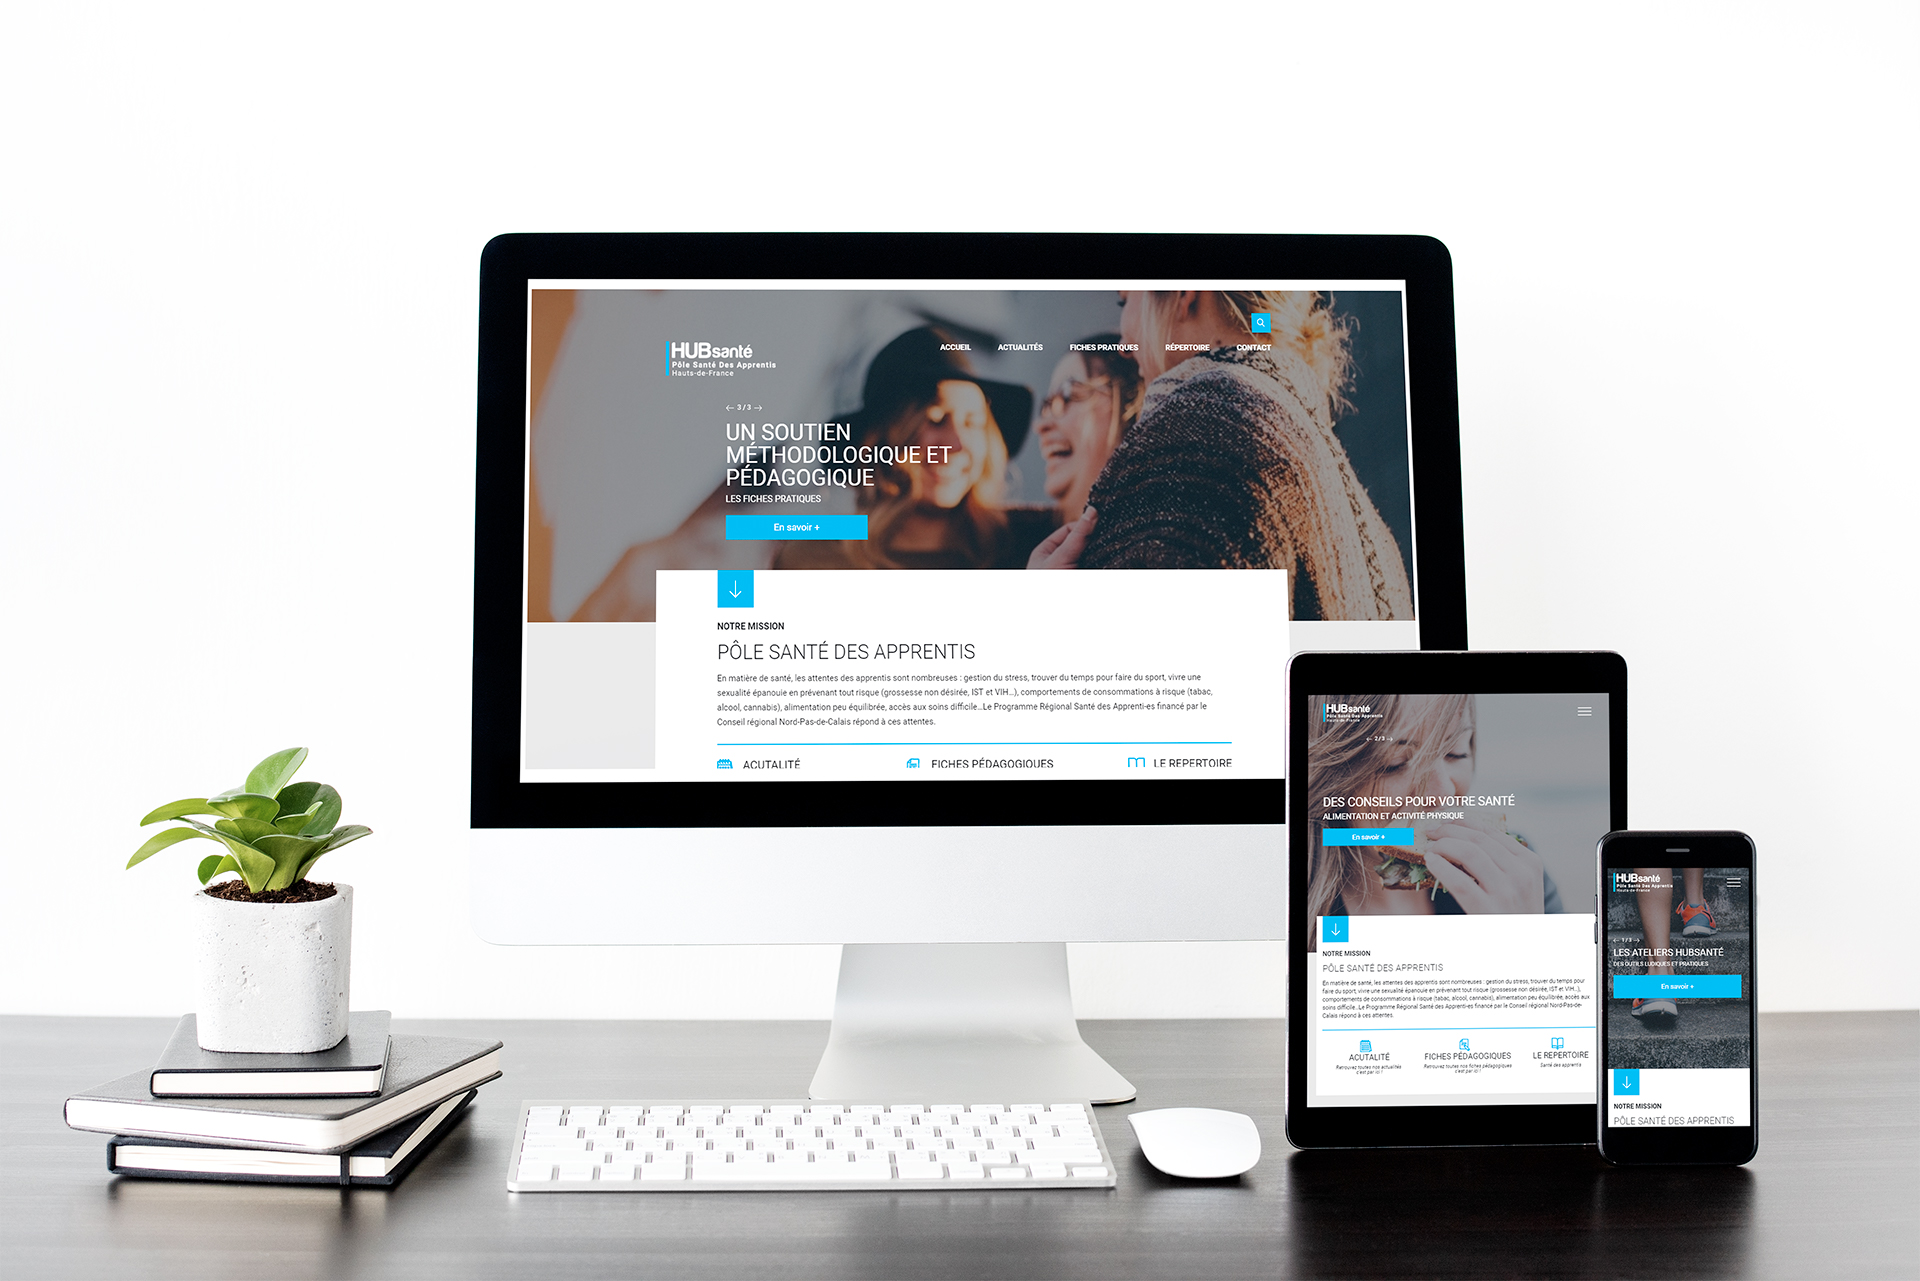 HUBsanté
Pôle Santé Des Apprentis
Hauts-de-France
ACCUEIL
ACTUALITÉS
FICHES PRATIQUES
RÉPERTOIRE
CONTACT
← 3 / 3 →
UN SOUTIEN
MÉTHODOLOGIQUE ET
PÉDAGOGIQUE
LES FICHES PRATIQUES
En savoir +
NOTRE MISSION
PÔLE SANTÉ DES APPRENTIS
En matière de santé, les attentes des apprentis sont nombreuses : gestion du stress, trouver du temps pour faire du sport, vivre une
sexualité épanouie en prévenant tout risque (grossesse non désirée, IST et VIH...), comportements de consommations à risque (tabac,
alcool, cannabis), alimentation peu équilibrée, accès aux soins difficile...Le Programme Régional Santé des Apprenti-es financé par le
Conseil régional Nord-Pas-de-Calais répond à ces attentes.
ACUTALITÉ
FICHES PÉDAGOGIQUES
LE REPERTOIRE
HUBsanté
Pôle Santé Des Apprentis
Hauts-de-France
← 2 / 3 →
DES CONSEILS POUR VOTRE SANTÉ
ALIMENTATION ET ACTIVITÉ PHYSIQUE
En savoir +
NOTRE MISSION
PÔLE SANTÉ DES APPRENTIS
En matière de santé, les attentes des apprentis sont nombreuses : gestion du stress, trouver du temps pour
faire du sport, vivre une sexualité épanouie en prévenant tout risque (grossesse non désirée, IST et VIH...),
comportements de consommations à risque (tabac, alcool, cannabis), alimentation peu équilibrée, accès aux
soins difficile...Le Programme Régional Santé des Apprenti-es financé par le Conseil régional Nord-Pas-de-
Calais répond à ces attentes.
ACUTALITÉ
Retrouvez toutes nos actualités
c'est par ici !
FICHES PÉDAGOGIQUES
Retrouvez toutes nos fiches pédagogiques
c'est par ici !
LE REPERTOIRE
Santé des apprentis
HUBsanté
Pôle Santé Des Apprentis
Hauts-de-France
← 1 / 3 →
LES ATELIERS HUBSANTÉ
DES OUTILS LUDIQUES ET PRATIQUES
En savoir +
NOTRE MISSION
PÔLE SANTÉ DES APPRENTIS